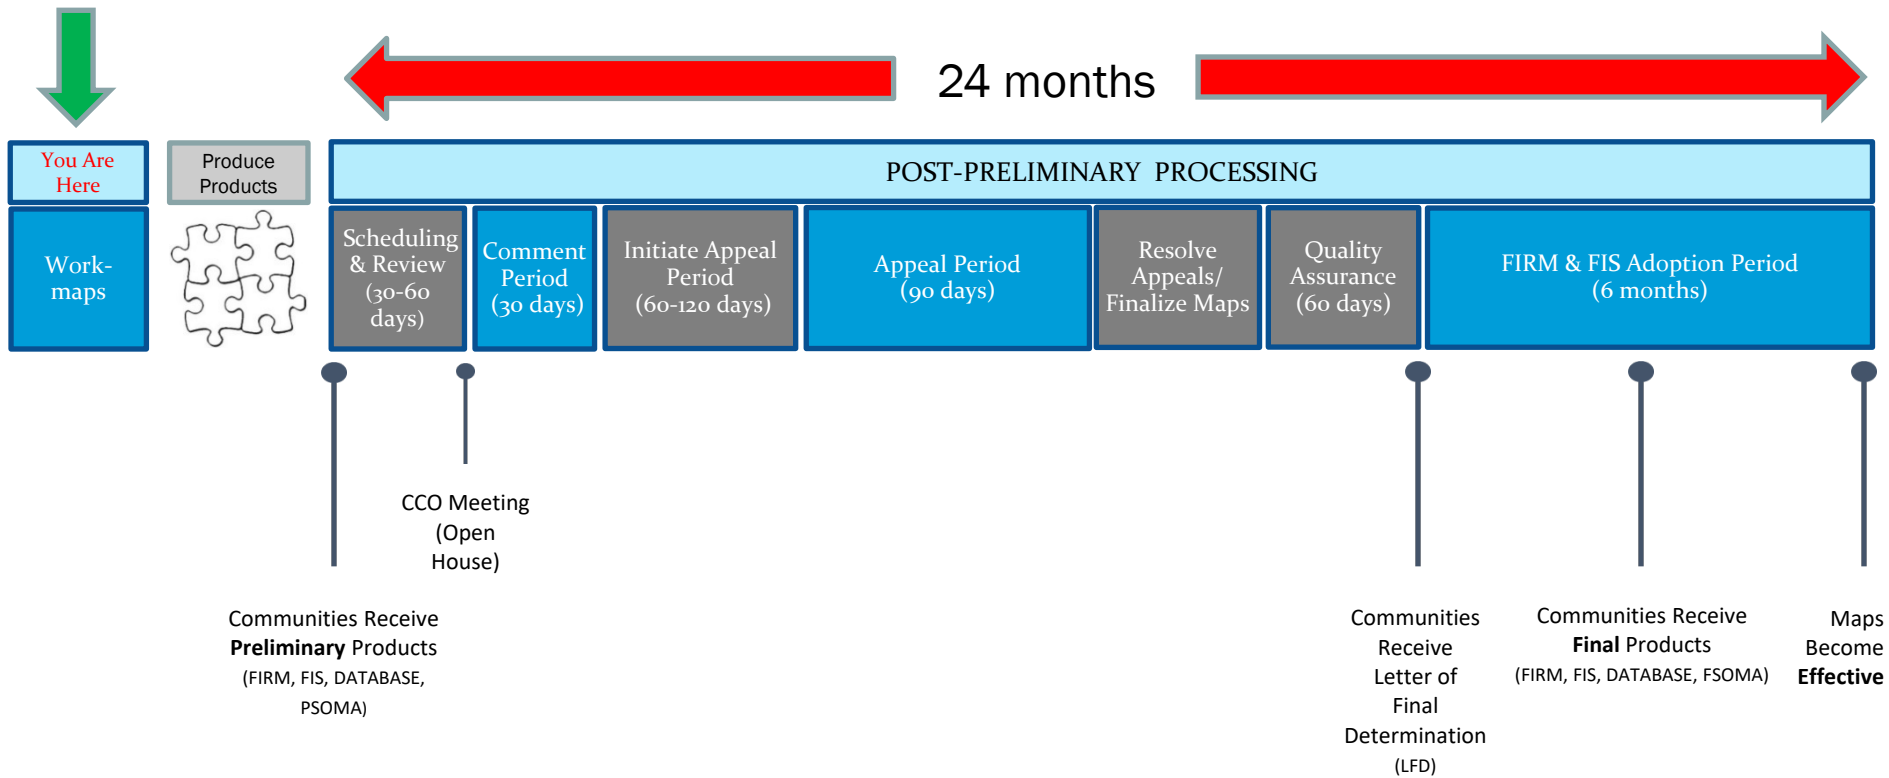 24 months
You Are
Here
Produce
Products
POST-PRELIMINARY PROCESSING
Work-
maps
Scheduling
& Review
(30-60
days)
Comment
Period
(30 days)
Initiate Appeal
Period
(60-120 days)
Appeal Period
(90 days)
Resolve
Appeals/
Finalize Maps
Quality
Assurance
(60 days)
FIRM & FIS Adoption Period
(6 months)
CCO Meeting
(Open
House)
Communities Receive
Preliminary Products
(FIRM, FIS, DATABASE,
PSOMA)
Communities
Receive
Letter of
Final
Determination
(LFD)
Communities Receive
Final Products
(FIRM, FIS, DATABASE, FSOMA)
Maps
Become
Effective